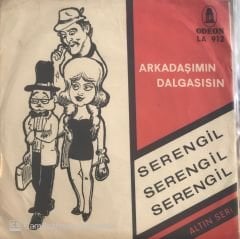 ODEON
LA 912
ARKADAŞIMIN
DALGASISIN
SERENGİL
SERENGİL
SERENGİL
ALTIN SERİ